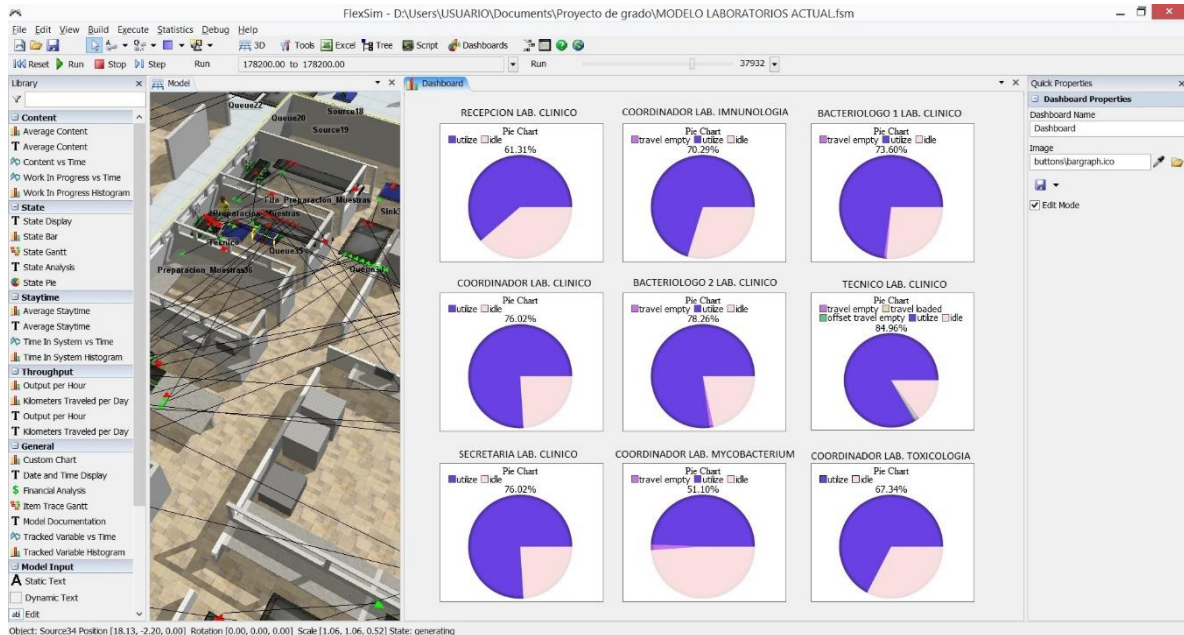 FlexSim - D:\Users\USUARIO\Documents\Proyecto de grado\MODELO LABORATORIOS ACTUAL.fsm
File Edit View Build Execute Statistics Debug Help
3D Tools Excel Tree Script Dashboards
Reset Run Stop Step Run 178200.00 to 178200.00 Run 37932
Library
Content
Average Content
Average Content
Content vs Time
Work In Progress vs Time
Work In Progress Histogram
State
State Display
State Bar
State Gantt
State Analysis
State Pie
Staytime
Average Staytime
Average Staytime
Time In System vs Time
Time In System Histogram
Throughput
Output per Hour
Kilometers Traveled per Day
Output per Hour
Kilometers Traveled per Day
General
Custom Chart
Date and Time Display
Financial Analysis
Item Trace Gantt
Model Documentation
Tracked Variable vs Time
Tracked Variable Histogram
Model Input
Static Text
Dynamic Text
Edit
Model
Queue22
Queue20
Source18
Source19
Fila_Preparacion_Muestras
Preparacion_Muestras
Tecnico
Queue35
Preparacion_Muestras36
Dashboard
RECEPCION LAB. CLINICO
Pie Chart
utilize idle
61.31%
COORDINADOR LAB. IMNUNOLOGIA
Pie Chart
travel empty utilize idle
70.29%
BACTERIOLOGO 1 LAB. CLINICO
Pie Chart
travel empty utilize idle
73.60%
COORDINADOR LAB. CLINICO
Pie Chart
utilize idle
76.02%
BACTERIOLOGO 2 LAB. CLINICO
Pie Chart
travel empty utilize idle
78.26%
TECNICO LAB. CLINICO
Pie Chart
travel empty travel loaded
offset travel empty utilize idle
84.96%
SECRETARIA LAB. CLINICO
Pie Chart
utilize idle
76.02%
COORDINADOR LAB. MYCOBACTERIUM
Pie Chart
travel empty utilize idle
51.10%
COORDINADOR LAB. TOXICOLOGIA
Pie Chart
utilize idle
67.34%
Quick Properties
Dashboard Properties
Dashboard Name
Dashboard
Image
buttons\bargraph.ico
Edit Mode
Object: Source34 Position [18.13, -2.20, 0.00] Rotation [0.00, 0.00, 0.00] Scale [1.06, 1.06, 0.52] State: generating